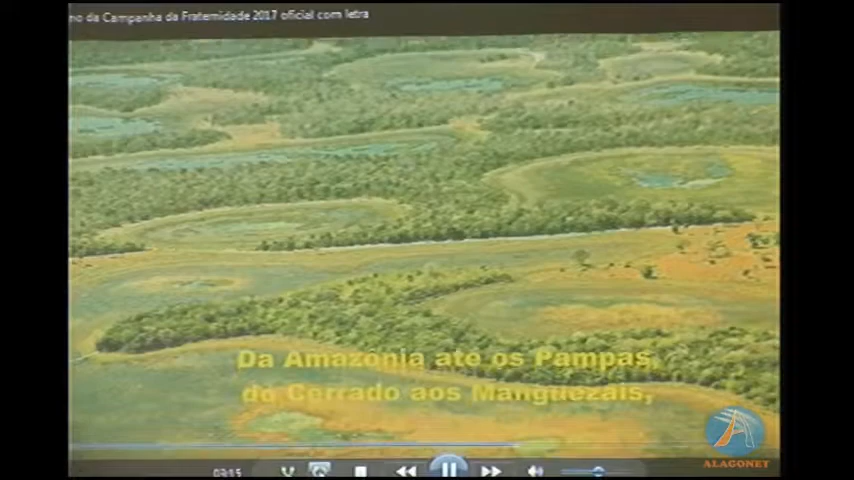 no da Campanha da Fraternidade 2017 oficial com letra
Da Amazônia até os Pampas,
do Cerrado aos Manguezais,
03:15
ALAGONET